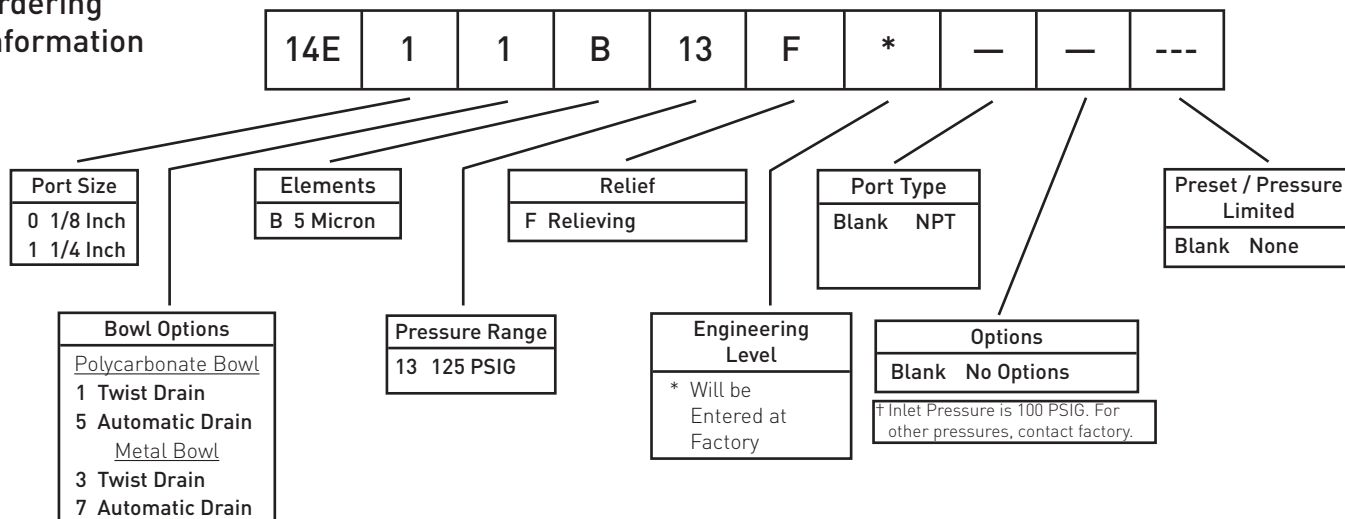 rdering
nformation
14E 1 1 B 13 F * — — ---
Port Size
0 1/8 Inch
1 1/4 Inch
Elements
B 5 Micron
Relief
F Relieving
Port Type
Blank NPT
Preset / Pressure
Limited
Blank None
Bowl Options
Polycarbonate Bowl
1 Twist Drain
5 Automatic Drain
Metal Bowl
3 Twist Drain
7 Automatic Drain
Pressure Range
13 125 PSIG
Engineering
Level
* Will be
Entered at
Factory
Options
Blank No Options
† Inlet Pressure is 100 PSIG. For
other pressures, contact factory.